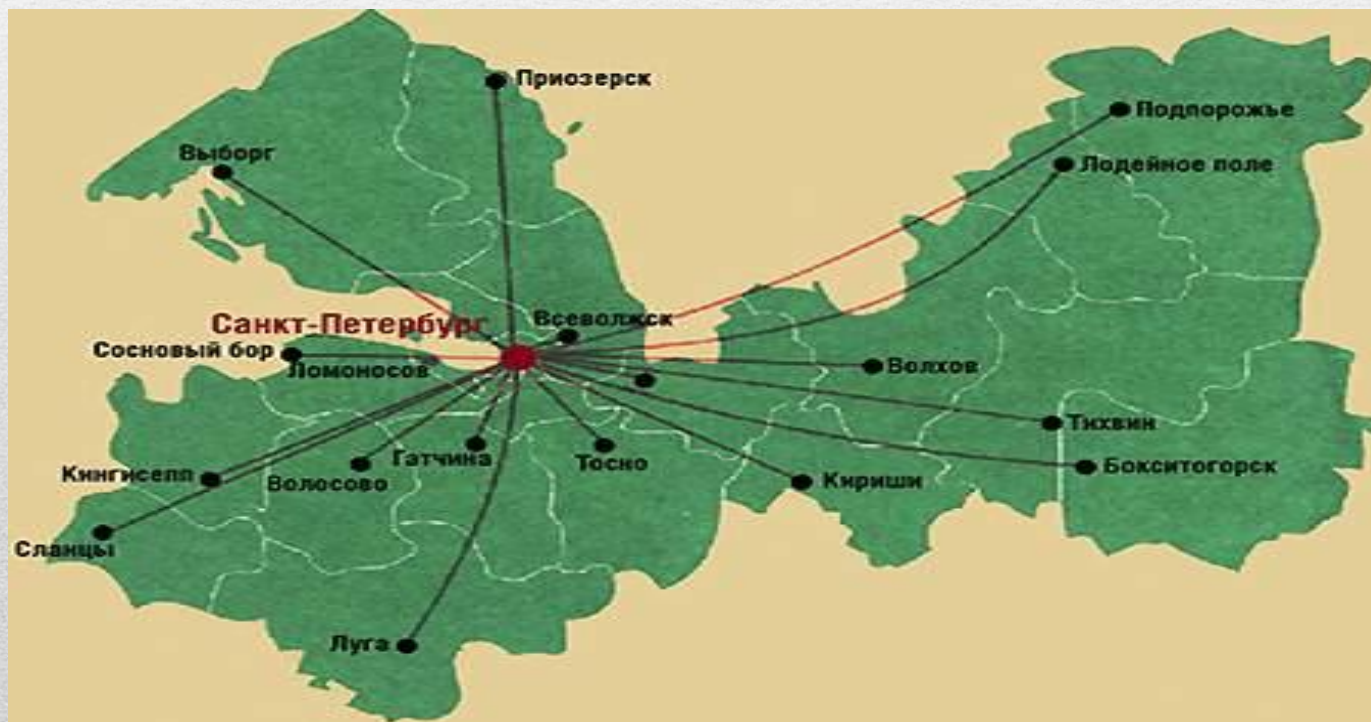 Приозерск
Подпорожье
Выборг
Лодейное поле
Санкт-Петербург
Всеволжск
Сосновый бор
Ломоносов
Волхов
Тихвин
Гатчина
Тосно
Бокситогорск
Кингисепп
Волосово
Кириши
Сланцы
Луга